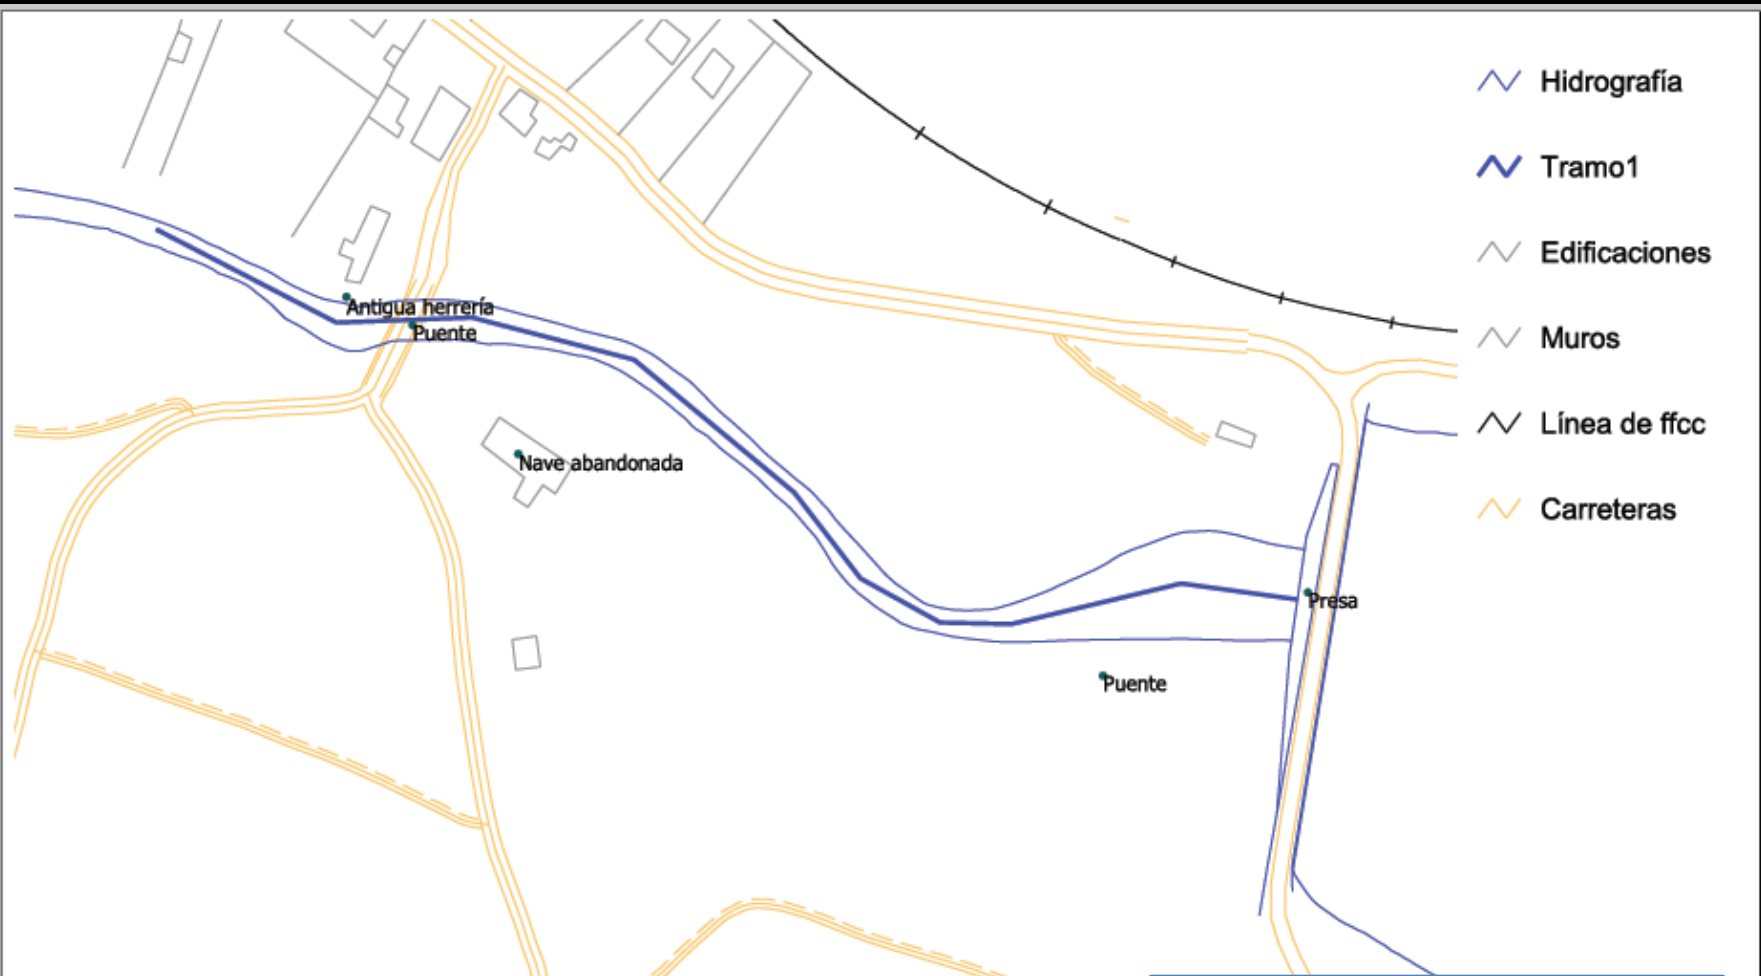 Hidrografía
Tramo1
Edificaciones
Antigua herrería
Puente
Muros
Línea de ffcc
Nave abandonada
Carreteras
Presa
Puente